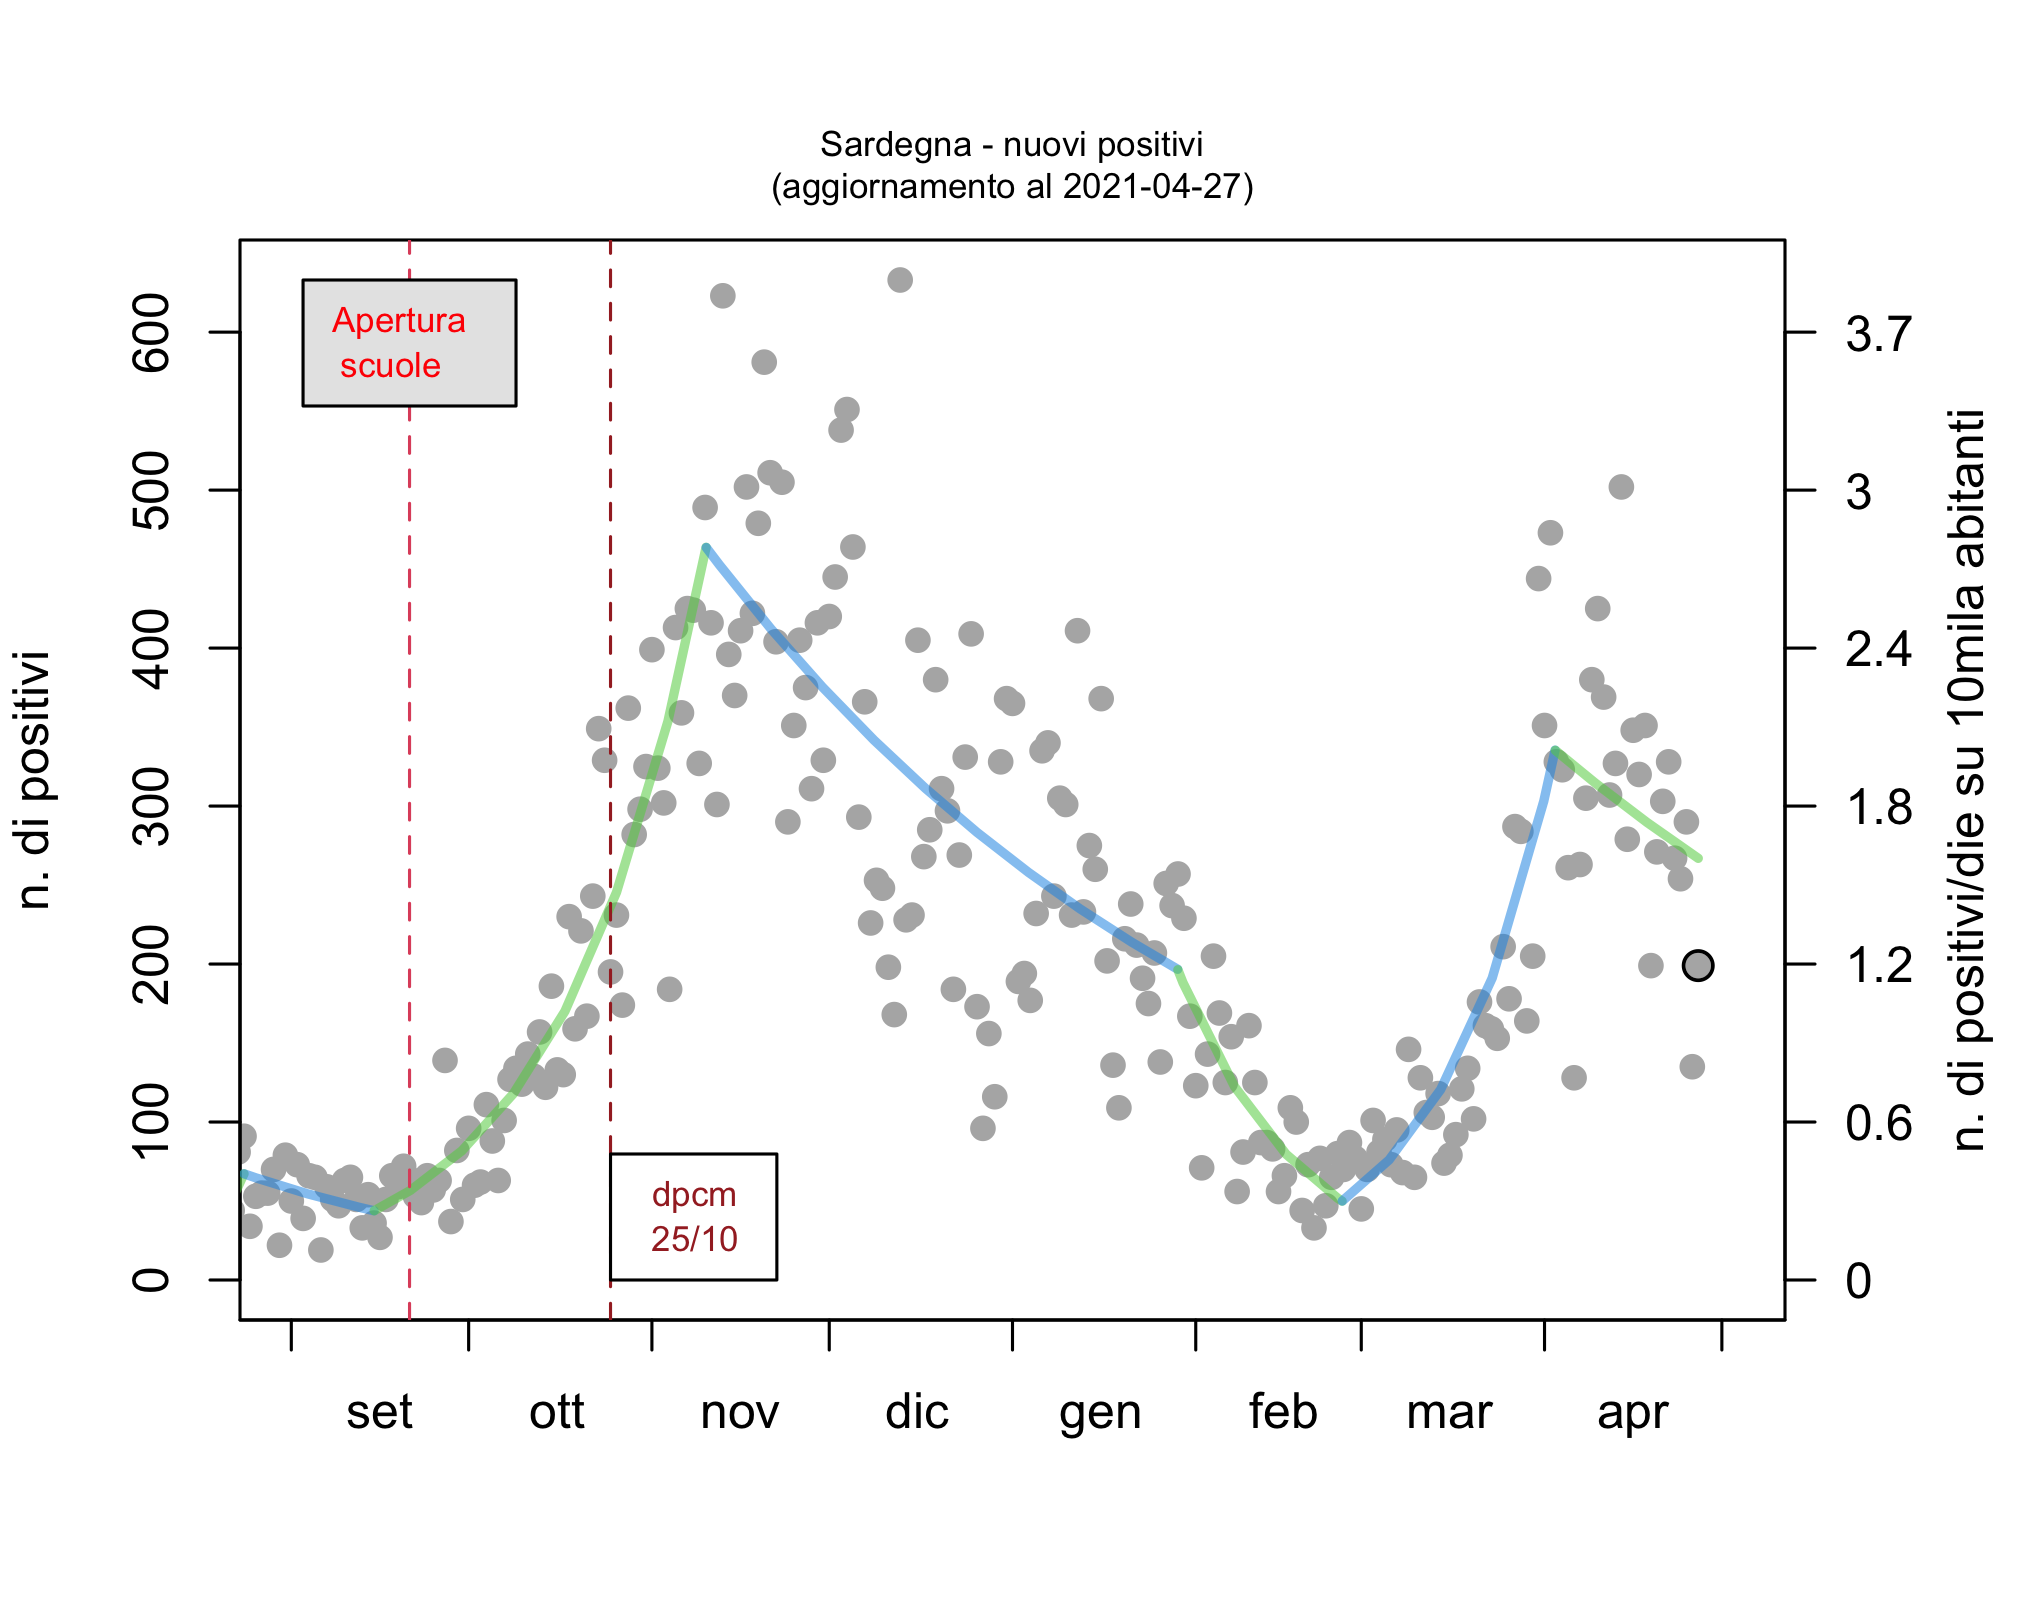 Sardegna - nuovi positivi
(aggiornamento al 2021-04-27)
Apertura
scuole
dpcm
25/10
n. di positivi
0
100
200
300
400
500
600
0
0.6
1.2
1.8
2.4
3
3.7
n. di positivi/die su 10mila abitanti
set
ott
nov
dic
gen
feb
mar
apr